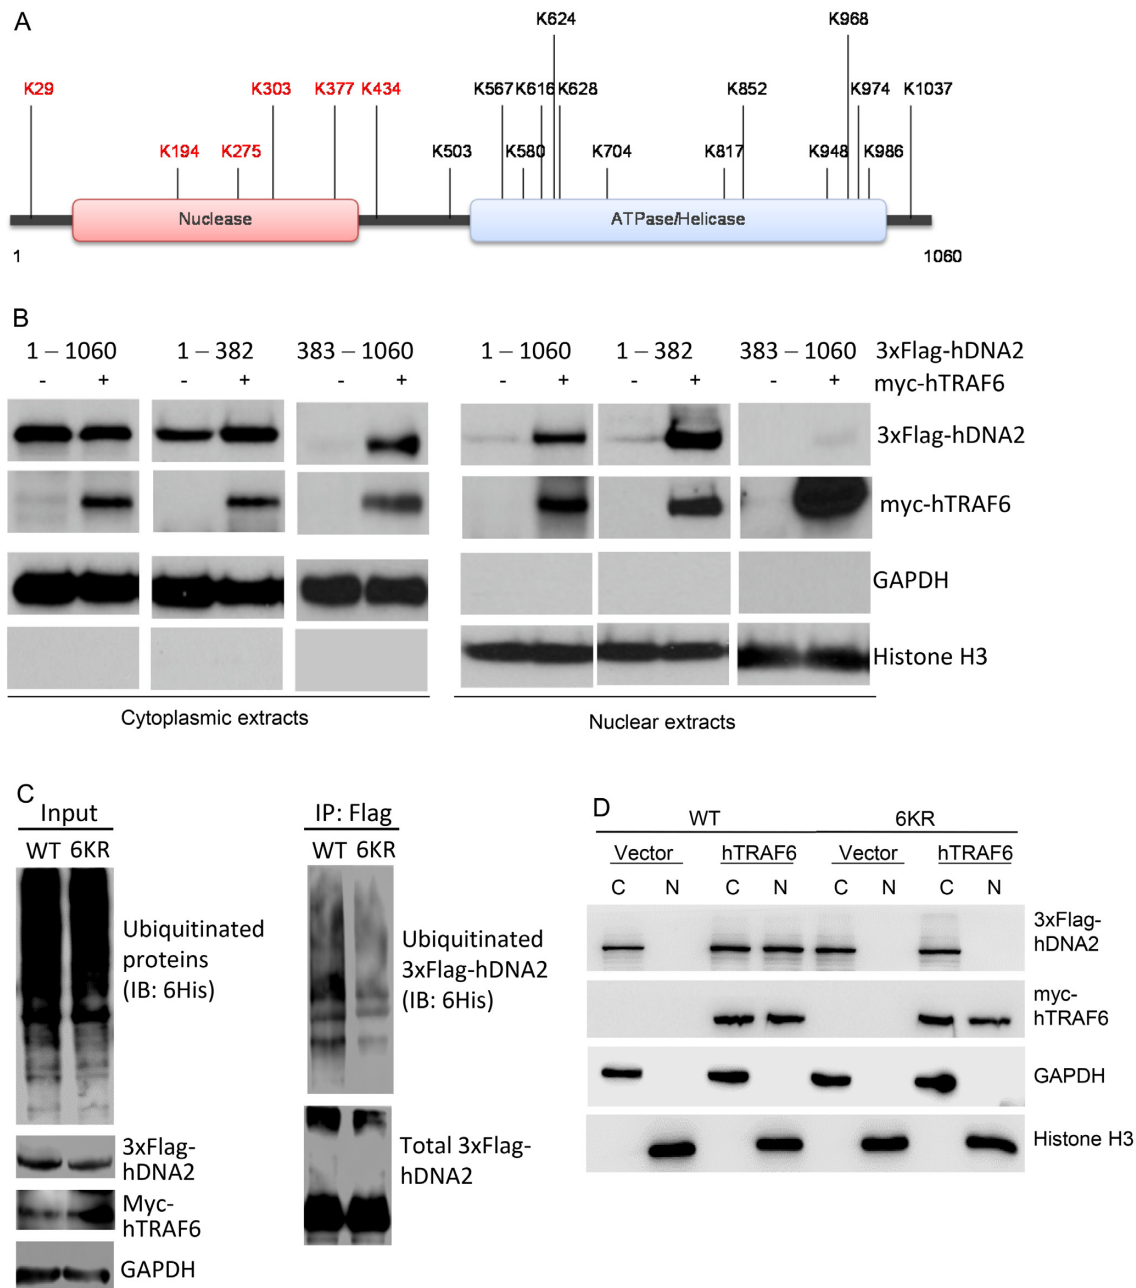 A
K624 K968
K29 K303 K377 K434 K567 K616 K628 K852 K974 K1037
K194 K275 K503 K580 K704 K817 K948 K986
Nuclease ATPase/Helicase
1 1060
B
1 – 1060 1 – 382 383 – 1060 1 – 1060 1 – 382 383 – 1060 3xFlag-hDNA2
- + - + - + - + - + - + myc-hTRAF6
3xFlag-hDNA2
myc-hTRAF6
GAPDH
Histone H3
Cytoplasmic extracts Nuclear extracts
C
Input IP: Flag
WT 6KR WT 6KR
Ubiquitinated
proteins
(IB: 6His)
Ubiquitinated
3xFlag-hDNA2
(IB: 6His)
3xFlag-
hDNA2
Myc-
hTRAF6
GAPDH
Total 3xFlag-
hDNA2
D
WT 6KR
Vector hTRAF6 Vector hTRAF6
C N C N C N C N
3xFlag-
hDNA2
myc-
hTRAF6
GAPDH
Histone H3